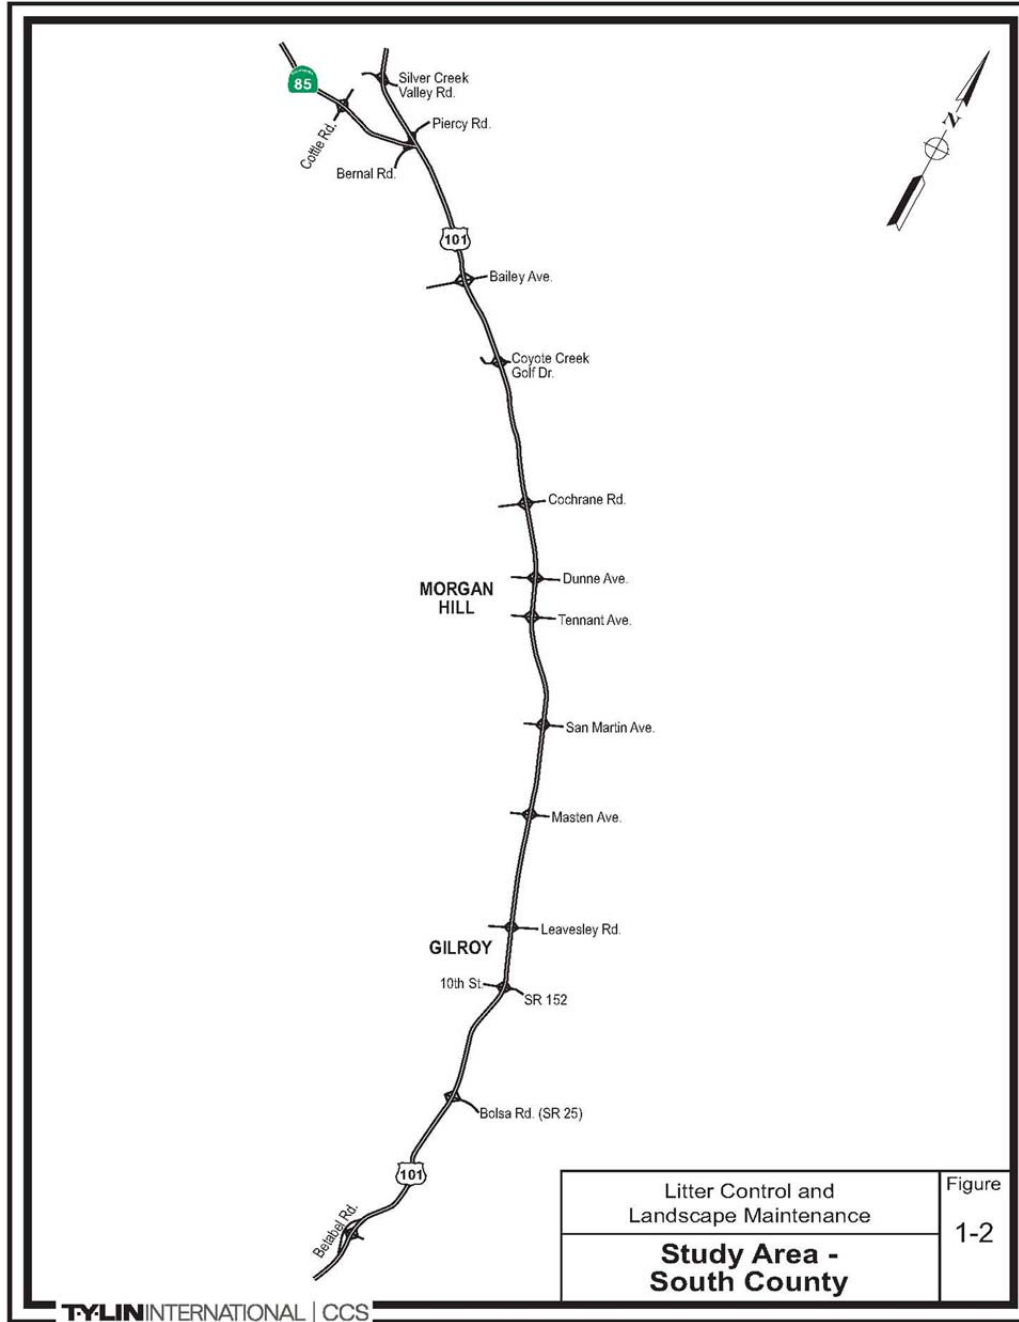 85
Silver Creek
Valley Rd.
Cottle Rd.
Piercy Rd.
Bernal Rd.
N
101
Bailey Ave.
Coyote Creek
Golf Dr.
Cochrane Rd.
Dunne Ave.
MORGAN
HILL
Tennant Ave.
San Martin Ave.
Masten Ave.
Leavesley Rd.
GILROY
10th St.
SR 152
Bolsa Rd. (SR 25)
101
Betabel Rd.
Litter Control and
Landscape Maintenance
Study Area -
South County
Figure
1-2
T.Y.LIN INTERNATIONAL | CCS